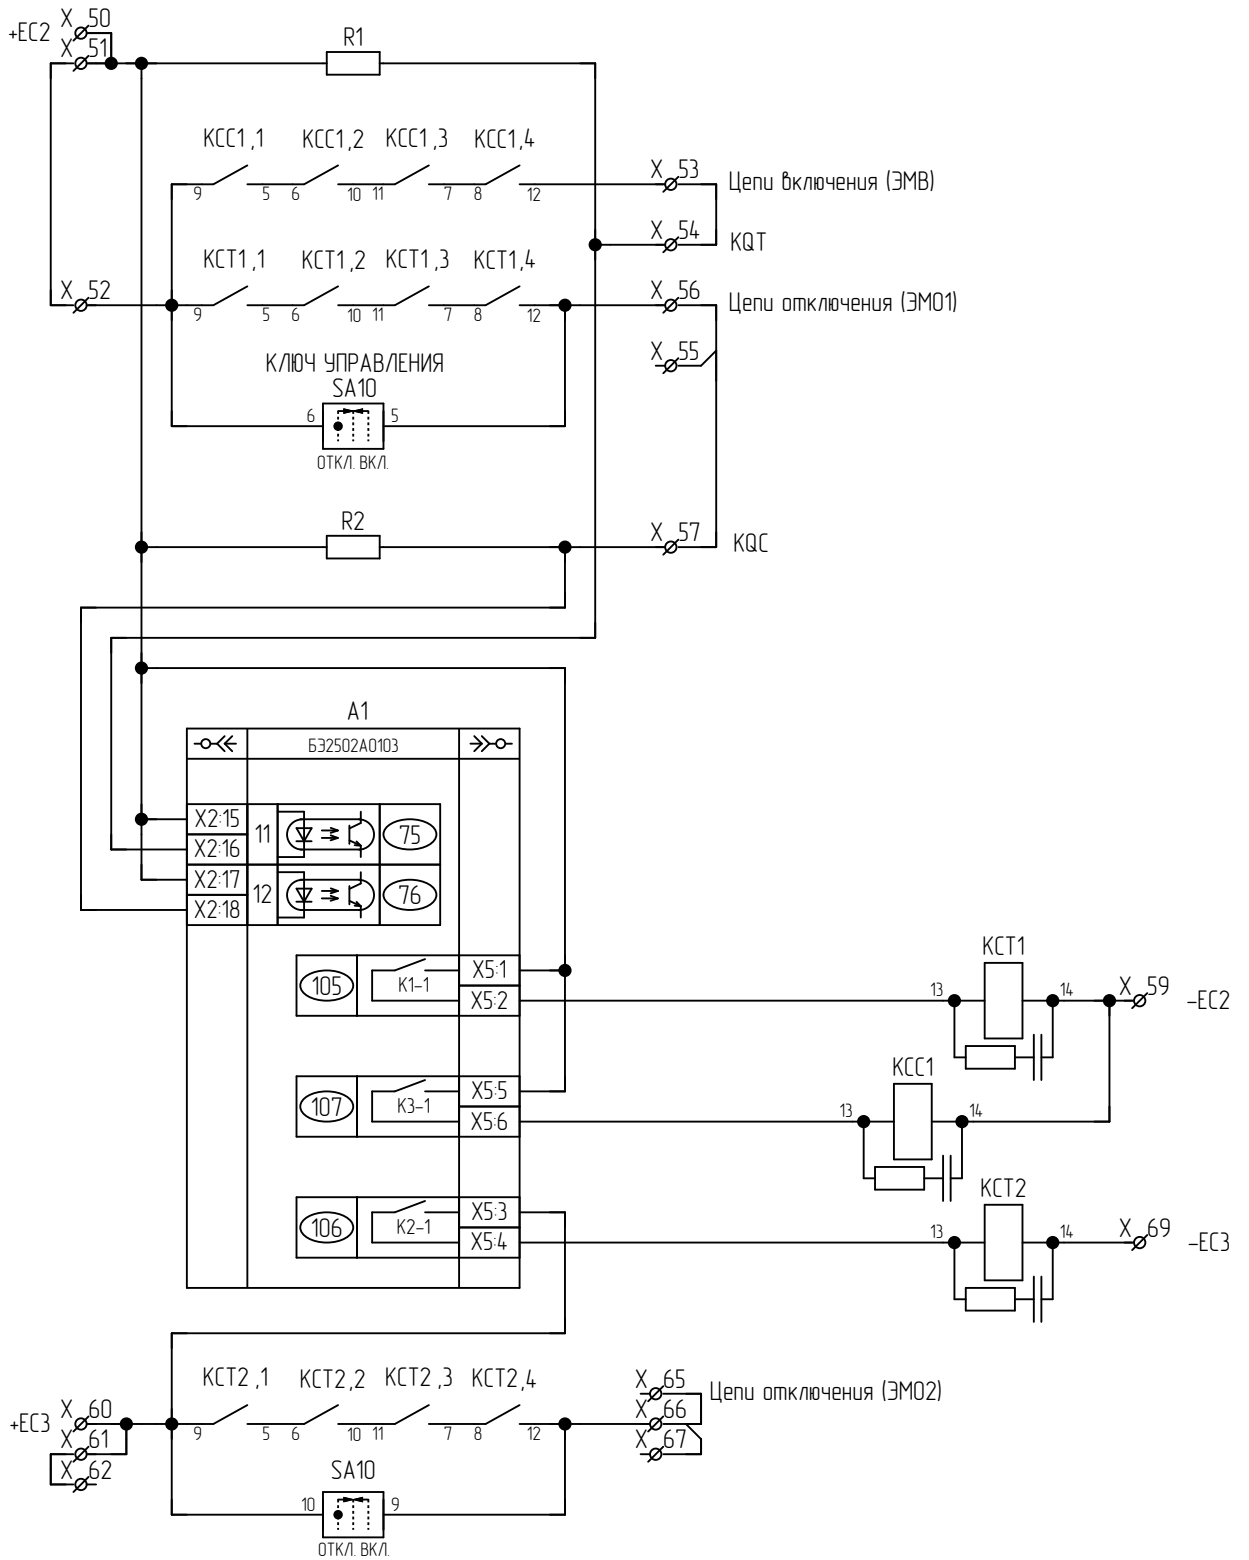 X 50
+EC2
X 51
R1
KCC1,1 KCC1,2 KCC1,3 KCC1,4
9 5 6 10 11 7 8 12
X 53
Цепи включения (ЭМВ)
X 54
KQT
KCT1,1 KCT1,2 KCT1,3 KCT1,4
X 52
9 5 6 10 11 7 8 12
X 56
Цепи отключения (ЭМО1)
X 55
КЛЮЧ УПРАВЛЕНИЯ
SA10
6 5
ОТКЛ. ВКЛ.
R2
X 57
KQC
A1
БЭ2502А0103
X2:15
X2:16
11
75
X2:17
X2:18
12
76
105
K1-1
X5:1
X5:2
KCT1
13 14
X 59
-EC2
107
K3-1
X5:5
X5:6
KCC1
13 14
106
K2-1
X5:3
X5:4
KCT2
13 14
X 69
-EC3
KCT2,1 KCT2,2 KCT2,3 KCT2,4
9 5 6 10 11 7 8 12
X 65
Цепи отключения (ЭМО2)
X 66
X 67
+EC3
X 60
X 61
X 62
SA10
10 9
ОТКЛ. ВКЛ.